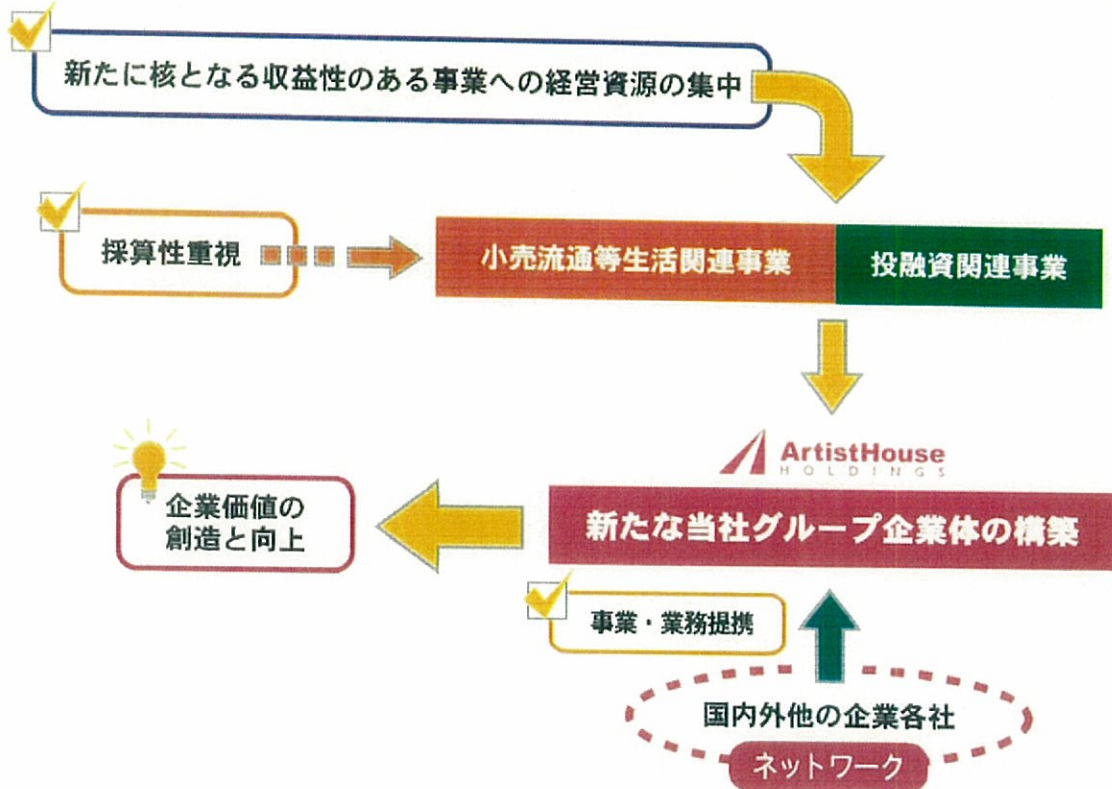 新たに核となる収益性のある事業への経営資源の集中
採算性重視
小売流通等生活関連事業
投融資関連事業
ArtistHouse
HOLDINGS
企業価値の
創造と向上
新たな当社グループ企業体の構築
事業・業務提携
国内外他の企業各社
ネットワーク